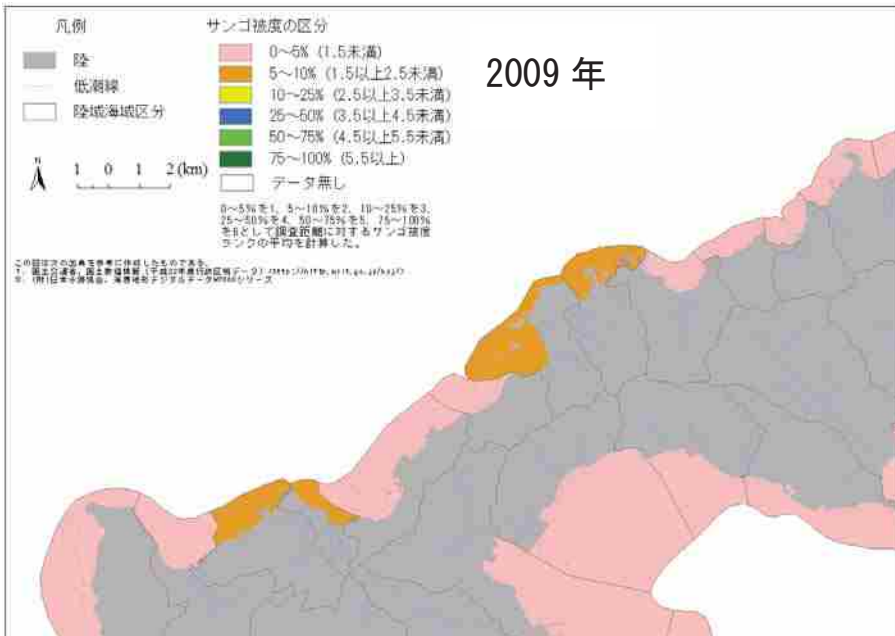 凡例
陸
低潮線
陸域海域区分
サンゴ被度の区分
0～5% (1.5未満)
5～10% (1.5以上2.5未満)
10～25% (2.5以上3.5未満)
25～50% (3.5以上4.5未満)
50～75% (4.5以上5.5未満)
75～100% (5.5以上)
データ無し
2009 年
N
1 0 1 2 (km)
0～5%を1、5～10%を2、10～25%を3、
25～50%を4、50～75%を5、75～100%
を6として調査距離に対するサンゴ被度
ランクの平均を計算した。
この図は次の出典を参考に作成したものである。